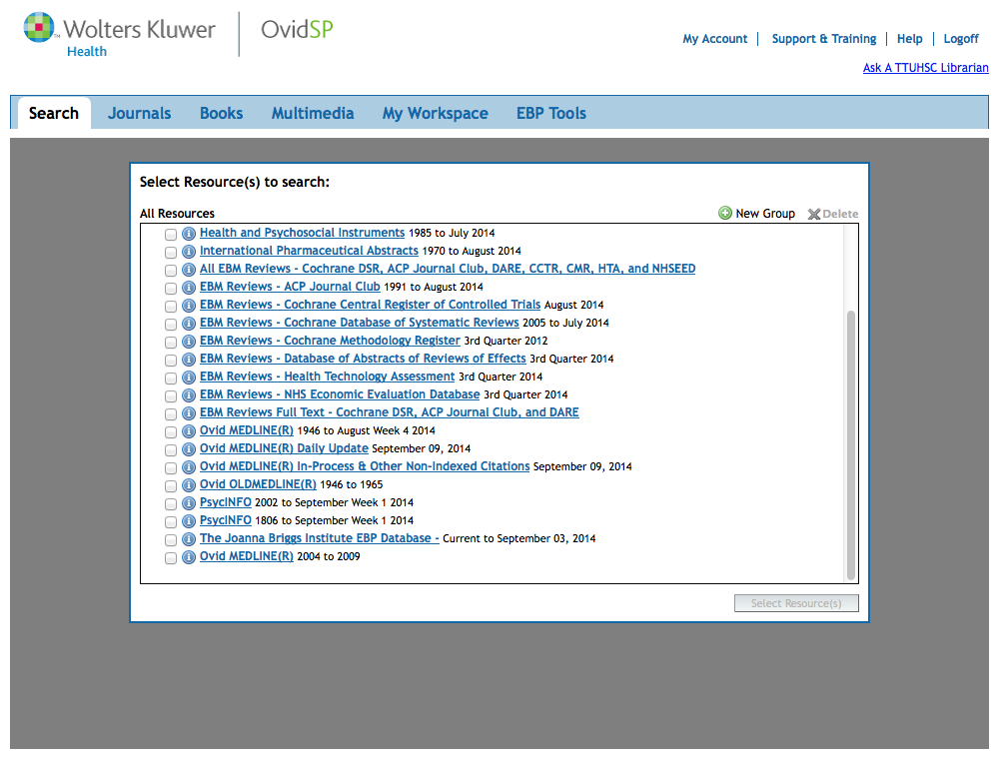 Wolters Kluwer
Health
OvidSP
My Account | Support & Training | Help | Logoff
Ask A TTUHSC Librarian
Search Journals Books Multimedia My Workspace EBP Tools
Select Resource(s) to search:
All Resources New Group Delete
Health and Psychosocial Instruments 1985 to July 2014
International Pharmaceutical Abstracts 1970 to August 2014
All EBM Reviews - Cochrane DSR, ACP Journal Club, DARE, CCTR, CMR, HTA, and NHSEED
EBM Reviews - ACP Journal Club 1991 to August 2014
EBM Reviews - Cochrane Central Register of Controlled Trials August 2014
EBM Reviews - Cochrane Database of Systematic Reviews 2005 to July 2014
EBM Reviews - Cochrane Methodology Register 3rd Quarter 2012
EBM Reviews - Database of Abstracts of Reviews of Effects 3rd Quarter 2014
EBM Reviews - Health Technology Assessment 3rd Quarter 2014
EBM Reviews - NHS Economic Evaluation Database 3rd Quarter 2014
EBM Reviews Full Text - Cochrane DSR, ACP Journal Club, and DARE
Ovid MEDLINE(R) 1946 to August Week 4 2014
Ovid MEDLINE(R) Daily Update September 09, 2014
Ovid MEDLINE(R) In-Process & Other Non-Indexed Citations September 09, 2014
Ovid OLDMEDLINE(R) 1946 to 1965
PsycINFO 2002 to September Week 1 2014
PsycINFO 1806 to September Week 1 2014
The Joanna Briggs Institute EBP Database - Current to September 03, 2014
Ovid MEDLINE(R) 2004 to 2009
Select Resource(s)